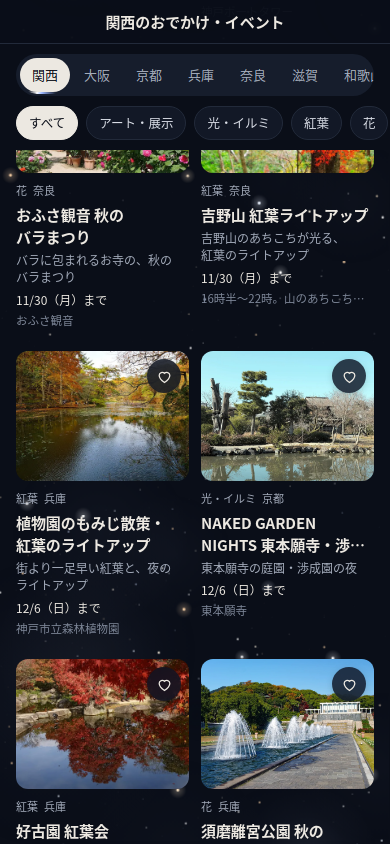 関西のおでかけ・イベント
関西 大阪 京都 兵庫 奈良 滋賀
すべて アート・展示 光・イルミ 紅葉 花
花 奈良
おふさ観音 秋の
バラまつり
バラに包まれるお寺の、秋の
バラまつり
11/30（月）まで
おふさ観音
紅葉 奈良
吉野山 紅葉ライトアップ
吉野山のあちこちが光る、
紅葉のライトアップ
11/30（月）まで
16時半〜22時。山のあちこち…
紅葉 兵庫
植物園のもみじ散策・
紅葉のライトアップ
街より一足早い紅葉と、夜の
ライトアップ
12/6（日）まで
神戸市立森林植物園
光・イルミ 京都
NAKED GARDEN
NIGHTS 東本願寺・渉…
東本願寺の庭園・渉成園の夜
12/6（日）まで
東本願寺
紅葉 兵庫
好古園 紅葉会
花 兵庫
須磨離宮公園 秋の